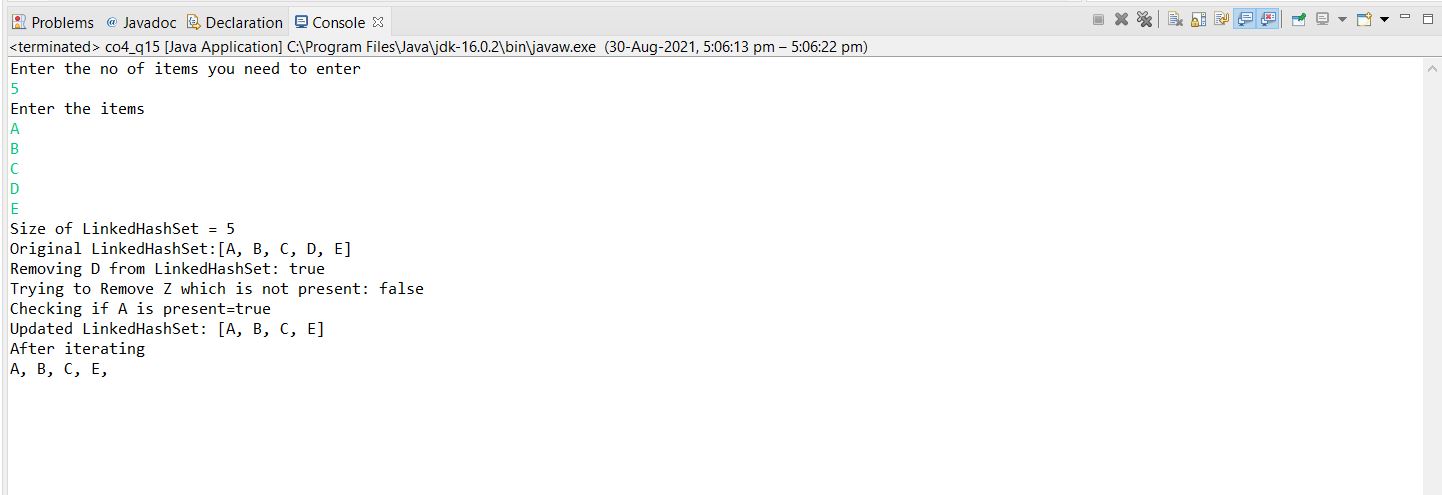 Problems @ Javadoc Declaration Console
<terminated> co4_q15 [Java Application] C:\Program Files\Java\jdk-16.0.2\bin\javaw.exe (30-Aug-2021, 5:06:13 pm – 5:06:22 pm)
Enter the no of items you need to enter
5
Enter the items
A
B
C
D
E
Size of LinkedHashSet = 5
Original LinkedHashSet:[A, B, C, D, E]
Removing D from LinkedHashSet: true
Trying to Remove Z which is not present: false
Checking if A is present=true
Updated LinkedHashSet: [A, B, C, E]
After iterating
A, B, C, E,